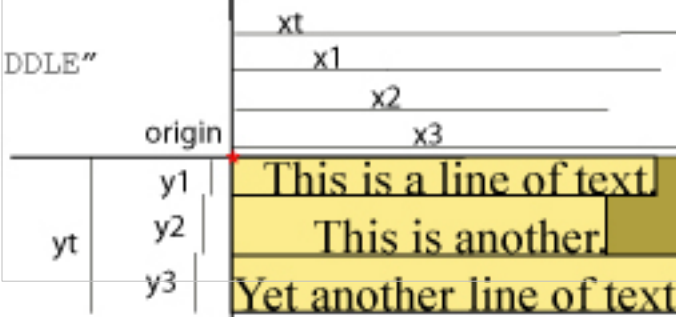 xt
x1
DDLE”
x2
origin
x3
y1
This is a line of text.
y2
This is another.
yt
y3
Yet another line of text